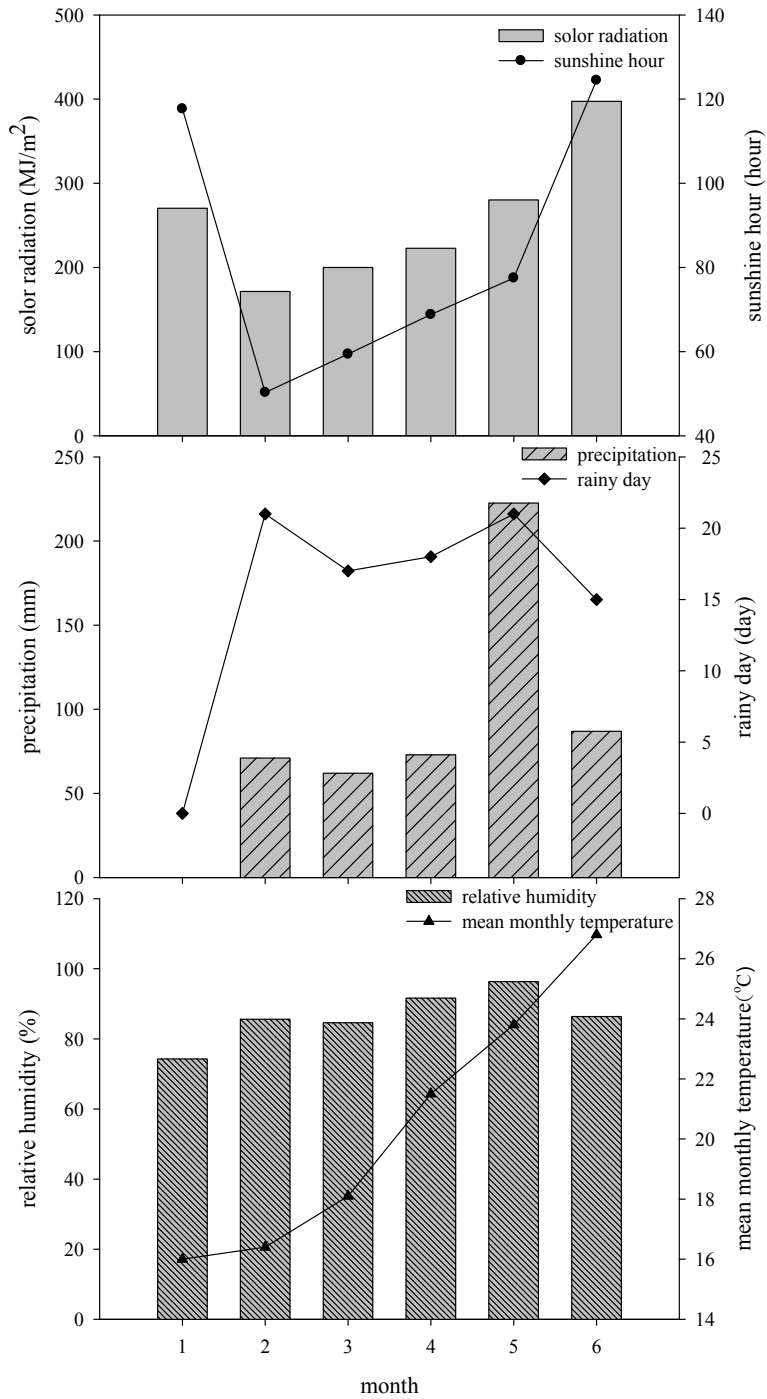 solor radiation
sunshine hour
solor radiation (MJ/m²)
500
400
300
200
100
0
sunshine hour (hour)
140
120
100
80
60
40
precipitation
rainy day
precipitation (mm)
250
200
150
100
50
0
rainy day (day)
25
20
15
10
5
0
relative humidity
mean monthly temperature
relative humidity (%)
120
100
80
60
40
20
0
mean monthly temperature(°C)
28
26
24
22
20
18
16
14
1 2 3 4 5 6
month